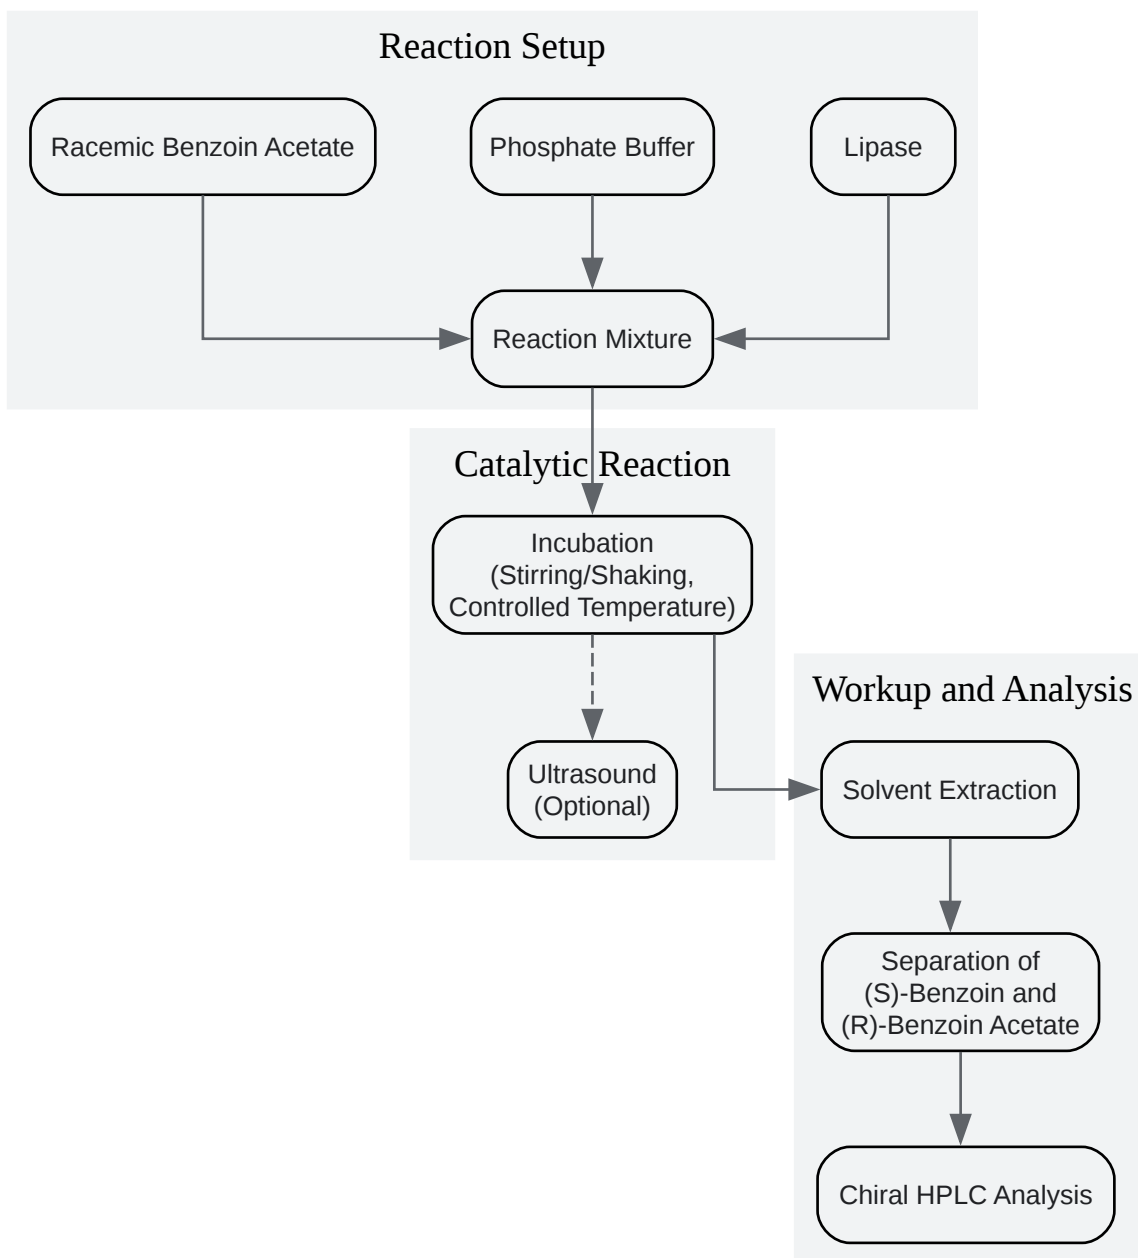 Reaction Setup
Racemic Benzoin Acetate
Phosphate Buffer
Lipase
Reaction Mixture
Catalytic Reaction
Incubation
(Stirring/Shaking,
Controlled Temperature)
Ultrasound
(Optional)
Workup and Analysis
Solvent Extraction
Separation of
(S)-Benzoin and
(R)-Benzoin Acetate
Chiral HPLC Analysis